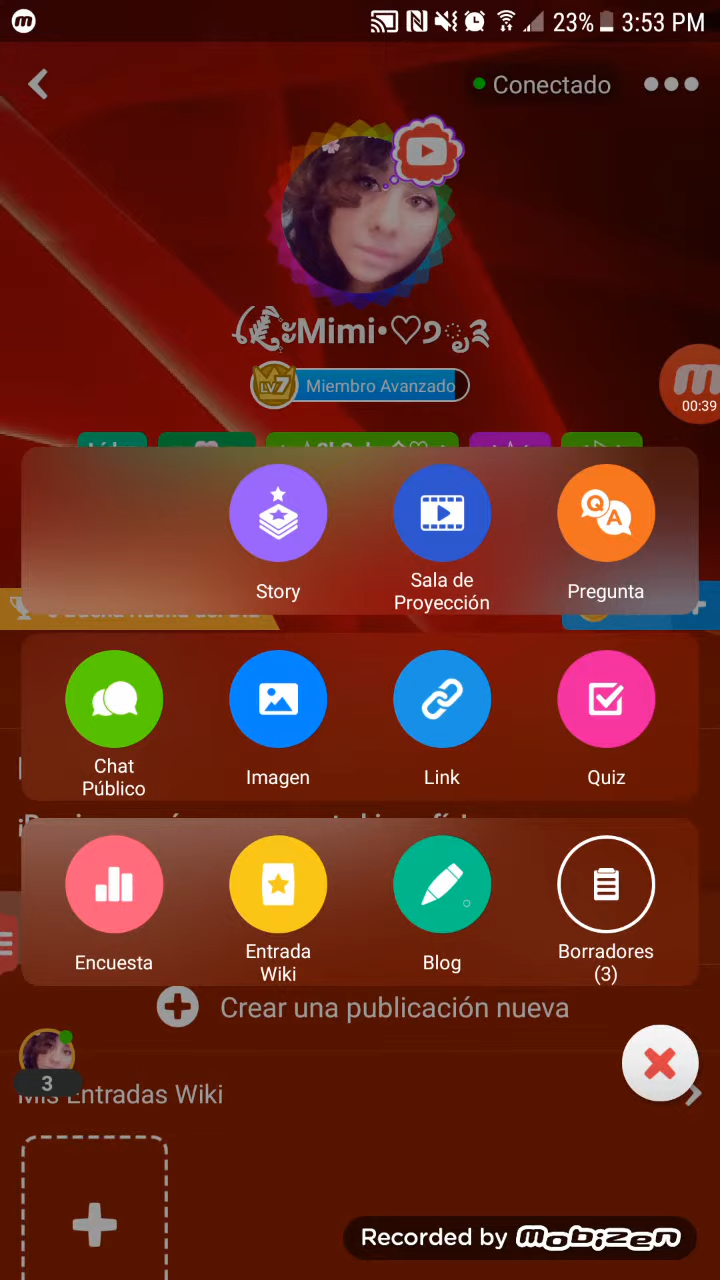 23% 3:53 PM
Conectado
Mimi•♡
LV7 Miembro Avanzado
00:39
Story
Sala de
Proyección
Pregunta
Q
A
Chat
Público
Imagen
Link
Quiz
Encuesta
Entrada
Wiki
Blog
Borradores
(3)
Crear una publicación nueva
3
Mis Entradas Wiki
Recorded by mobizen